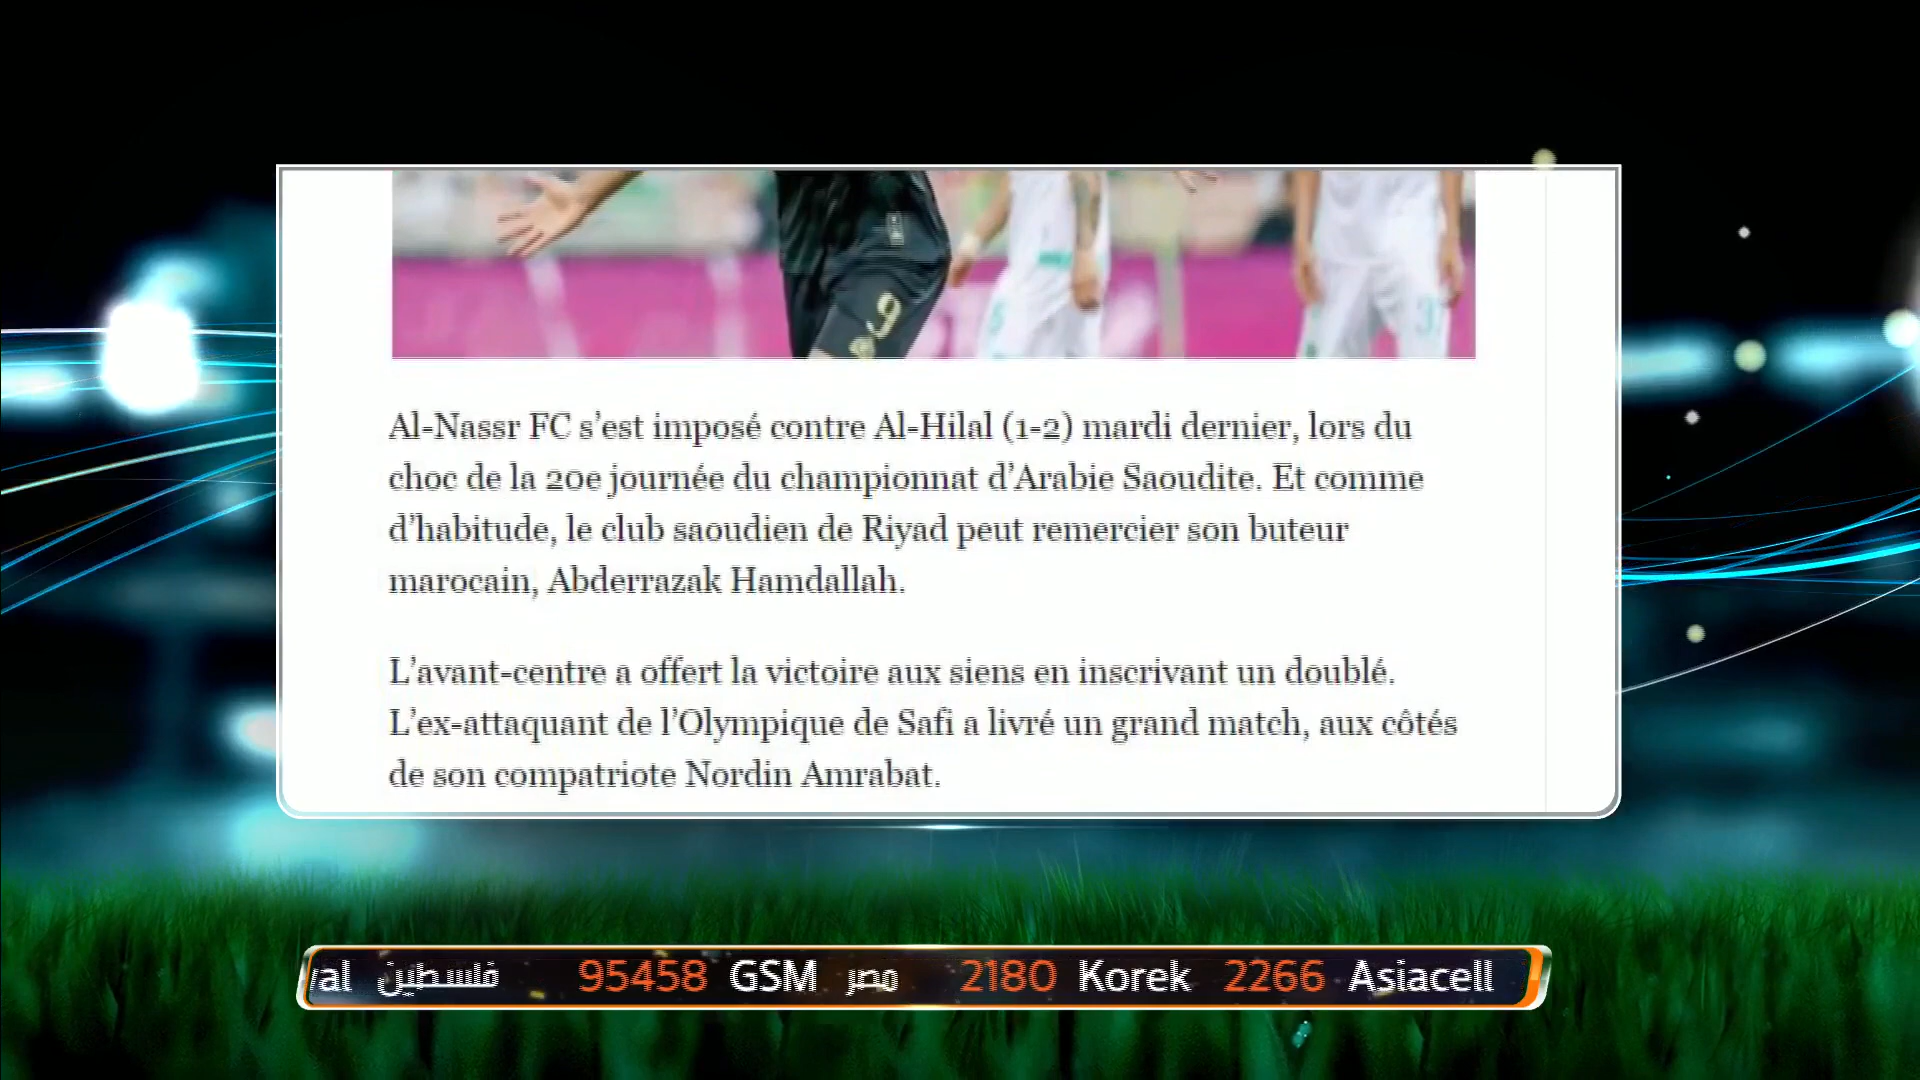 Al-Nassr FC s’est imposé contre Al-Hilal (1-2) mardi dernier, lors du
choc de la 20e journée du championnat d’Arabie Saoudite. Et comme
d’habitude, le club saoudien de Riyad peut remercier son buteur
marocain, Abderrazak Hamdallah.
L’avant-centre a offert la victoire aux siens en inscrivant un doublé.
L’ex-attaquant de l’Olympique de Safi a livré un grand match, aux côtés
de son compatriote Nordin Amrabat.
فلسطين 95458 GSM مصر 2180 Korek 2266 Asiacell